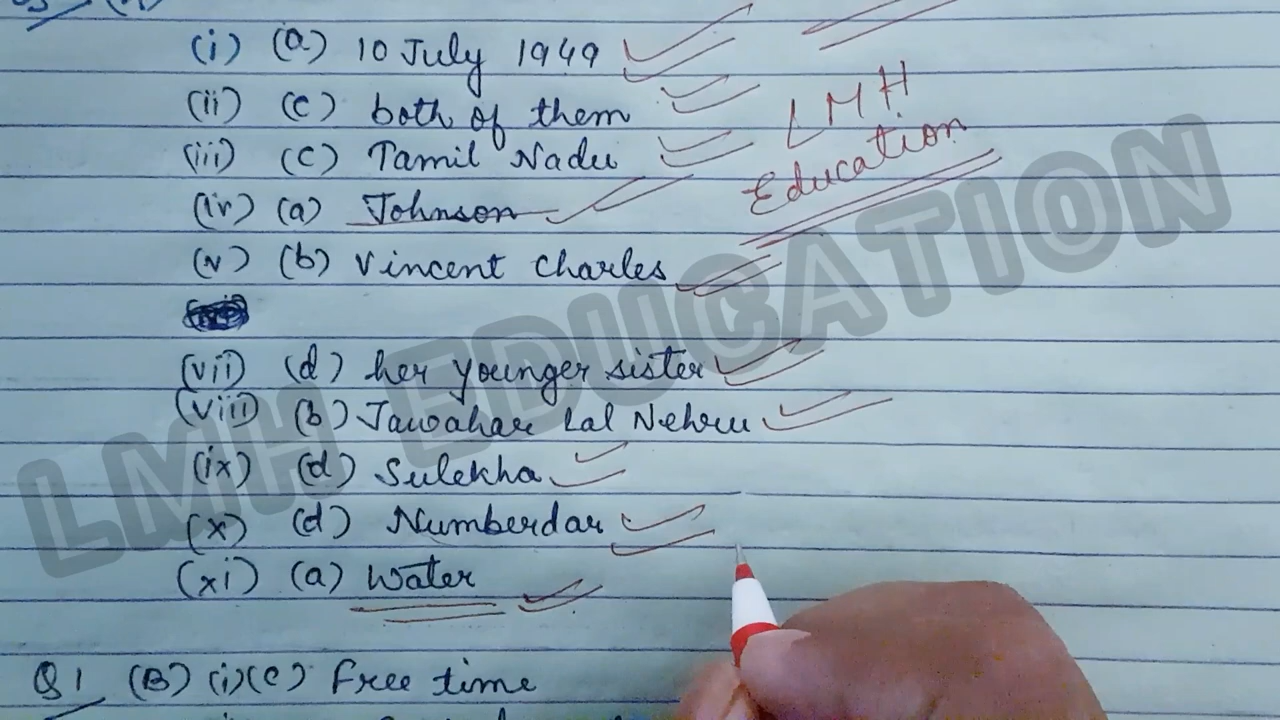 (i) (a) 10 July 1949
(ii) (c) both of them
(iii) (c) Tamil Nadu
(iv) (a) Johnson
(v) (b) Vincent Charles
(vii) (d) her younger sister
(viii) (b) Jawahar Lal Nehru
(ix) (d) Sulekha
(x) (d) Numberdar
(xi) (a) Water
Q1 (B) (i) (c) Free time
LMH
Education
LMH EDUCATION